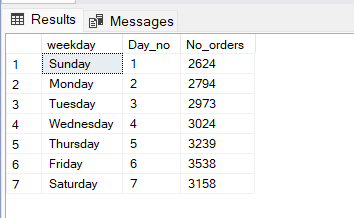 Results Messages
weekday Day_no No_orders
1 Sunday 1 2624
2 Monday 2 2794
3 Tuesday 3 2973
4 Wednesday 4 3024
5 Thursday 5 3239
6 Friday 6 3538
7 Saturday 7 3158